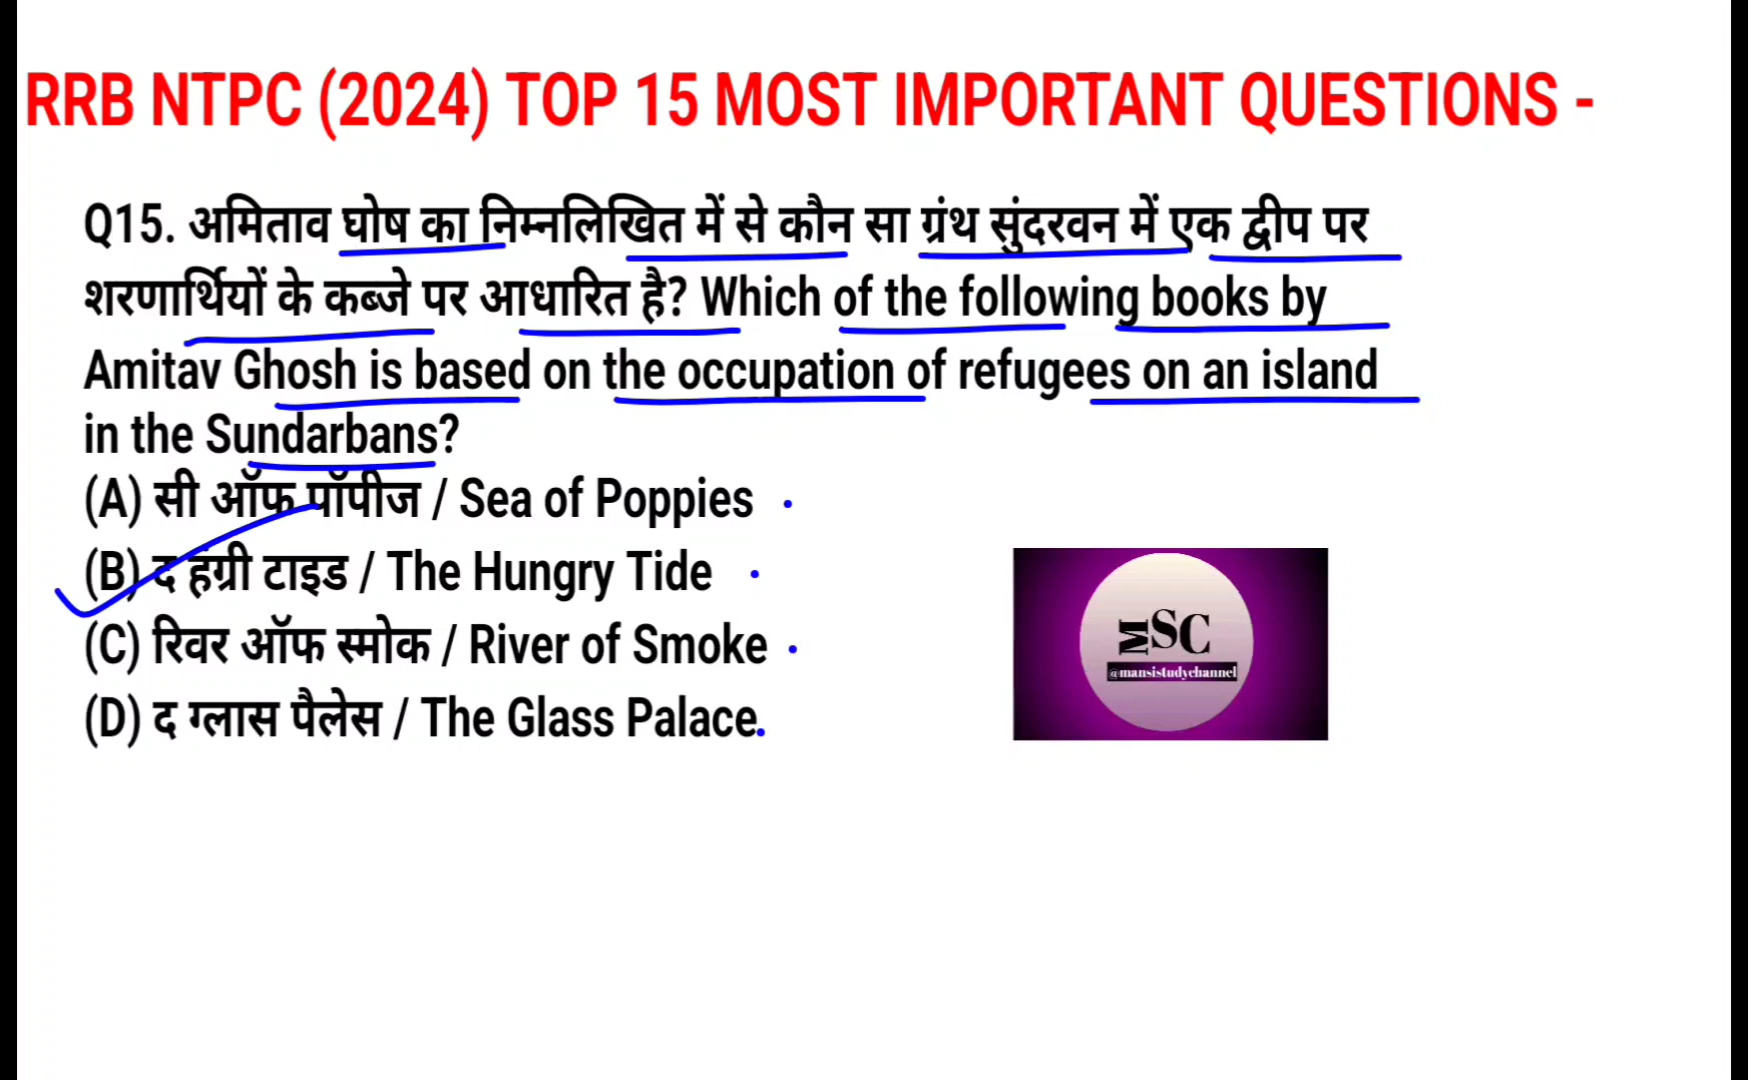 RRB NTPC (2024) TOP 15 MOST IMPORTANT QUESTIONS -
Q15. अमिताव घोष का निम्नलिखित में से कौन सा ग्रंथ सुंदरवन में एक द्वीप पर
शरणार्थियों के कब्जे पर आधारित है? Which of the following books by
Amitav Ghosh is based on the occupation of refugees on an island
in the Sundarbans?
(A) सी ऑफ पॉपीज / Sea of Poppies
(B) द हंग्री टाइड / The Hungry Tide
(C) रिवर ऑफ स्मोक / River of Smoke
(D) द ग्लास पैलेस / The Glass Palace.
MSC
@mansistudychannel